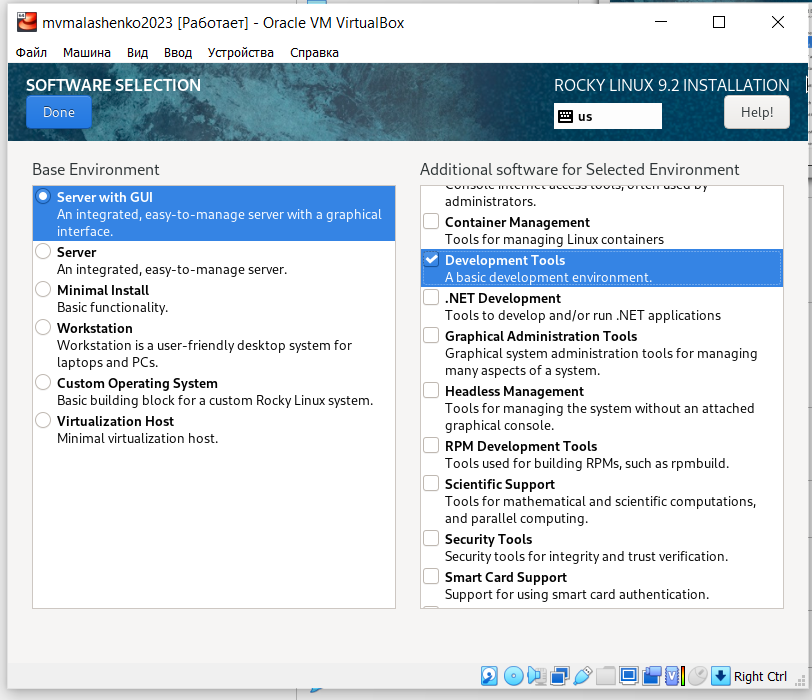 mvmalashenko2023 [Работает] - Oracle VM VirtualBox
Файл Машина Вид Ввод Устройства Справка
SOFTWARE SELECTION
ROCKY LINUX 9.2 INSTALLATION
Done
us
Help!
Base Environment
Server with GUI
An integrated, easy-to-manage server with a graphical
interface.
Server
An integrated, easy-to-manage server.
Minimal Install
Basic functionality.
Workstation
Workstation is a user-friendly desktop system for
laptops and PCs.
Custom Operating System
Basic building block for a custom Rocky Linux system.
Virtualization Host
Minimal virtualization host.
Additional software for Selected Environment
Console internet access tools, often used by
administrators.
Container Management
Tools for managing Linux containers
Development Tools
A basic development environment.
.NET Development
Tools to develop and/or run .NET applications
Graphical Administration Tools
Graphical system administration tools for managing
many aspects of a system.
Headless Management
Tools for managing the system without an attached
graphical console.
RPM Development Tools
Tools used for building RPMs, such as rpmbuild.
Scientific Support
Tools for mathematical and scientific computations,
and parallel computing.
Security Tools
Security tools for integrity and trust verification.
Smart Card Support
Support for using smart card authentication.
Right Ctrl